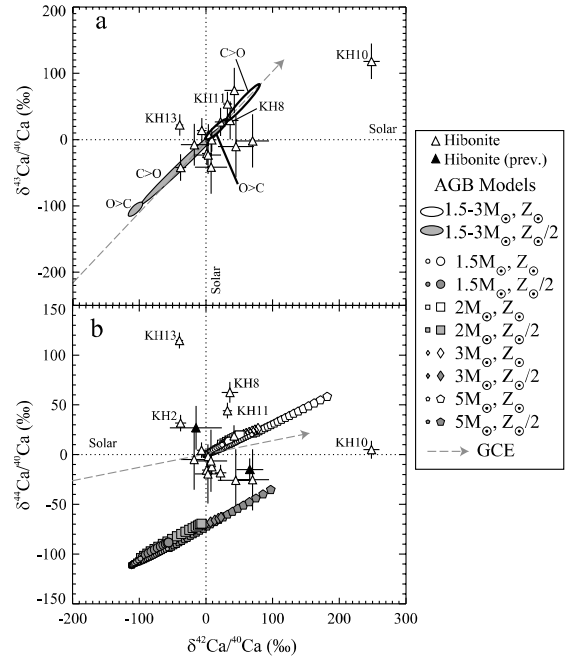 a
200
100
0
-100
-200
δ⁴³Ca/⁴⁰Ca (‰)
C>O
KH10
KH11
KH8
KH13
Solar
C>O
O>C
O>C
Solar
b
150
100
50
0
-50
-100
-150
δ⁴⁴Ca/⁴⁰Ca (‰)
KH13
KH8
KH2
KH11
Solar
KH10
-200 -100 0 100 200 300
δ⁴²Ca/⁴⁰Ca (‰)
Hibonite
Hibonite (prev.)
AGB Models
1.5-3M☉, Z☉
1.5-3M☉, Z☉/2
1.5M☉, Z☉
1.5M☉, Z☉/2
2M☉, Z☉
2M☉, Z☉/2
3M☉, Z☉
3M☉, Z☉/2
5M☉, Z☉
5M☉, Z☉/2
GCE